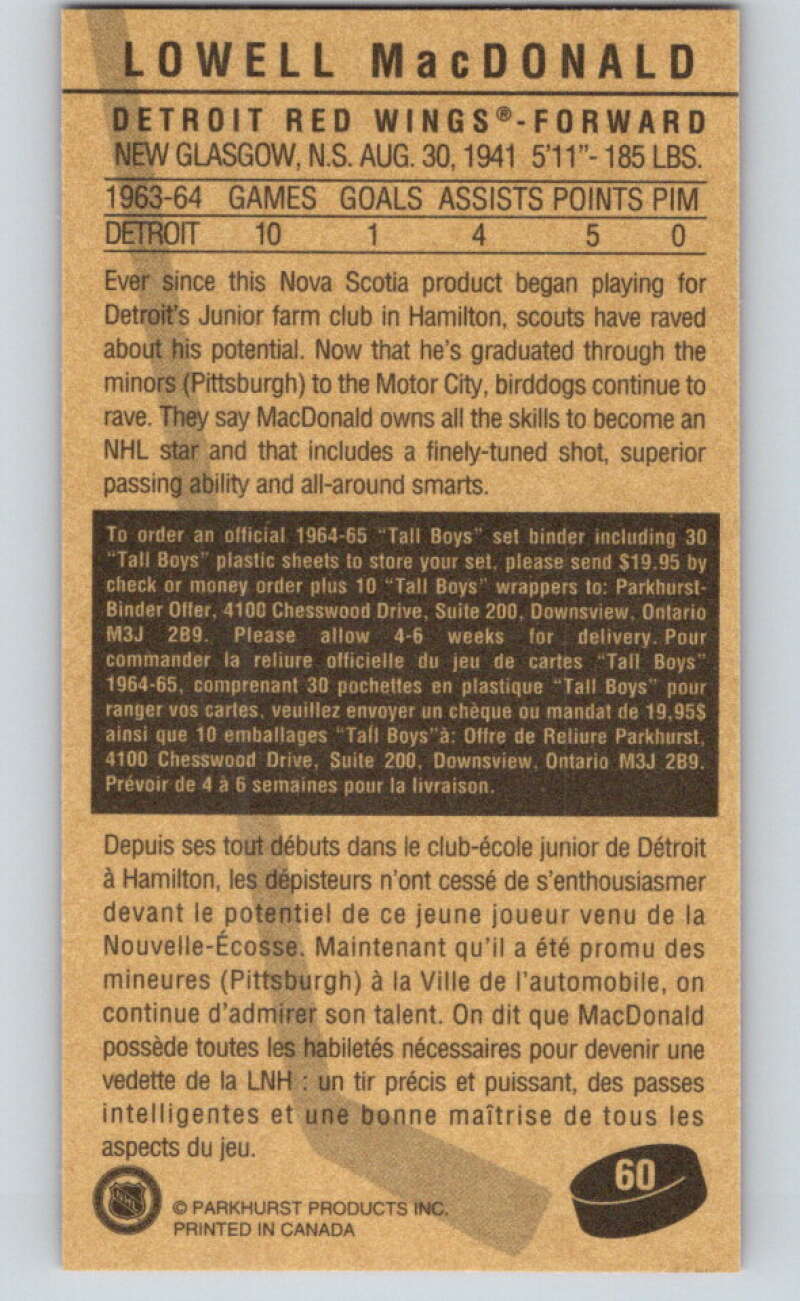 LOWELL MacDONALD
DETROIT RED WINGS®-FORWARD
NEW GLASGOW, N.S. AUG. 30, 1941 5'11"- 185 LBS.
1963-64 GAMES GOALS ASSISTS POINTS PIM
DETROIT 10 1 4 5 0
Ever since this Nova Scotia product began playing for
Detroit's Junior farm club in Hamilton, scouts have raved
about his potential. Now that he's graduated through the
minors (Pittsburgh) to the Motor City, birddogs continue to
rave. They say MacDonald owns all the skills to become an
NHL star and that includes a finely-tuned shot, superior
passing ability and all-around smarts.
To order an official 1964-65 "Tall Boys" set binder including 30
"Tall Boys" plastic sheets to store your set, please send $19.95 by
check or money order plus 10 "Tall Boys" wrappers to: Parkhurst-
Binder Offer, 4100 Chesswood Drive, Suite 200, Downsview, Ontario
M3J 2B9. Please allow 4-6 weeks for delivery. Pour
commander la reliure officielle du jeu de cartes "Tall Boys"
1964-65, comprenant 30 pochettes en plastique "Tall Boys" pour
ranger vos cartes, veuillez envoyer un chèque ou mandat de 19,95$
ainsi que 10 emballages "Tall Boys"à: Offre de Reliure Parkhurst,
4100 Chesswood Drive, Suite 200, Downsview, Ontario M3J 2B9.
Prévoir de 4 à 6 semaines pour la livraison.
Depuis ses tout débuts dans le club-école junior de Détroit
à Hamilton, les dépisteurs n'ont cessé de s'enthousiasmer
devant le potentiel de ce jeune joueur venu de la
Nouvelle-Écosse. Maintenant qu'il a été promu des
mineures (Pittsburgh) à la Ville de l'automobile, on
continue d'admirer son talent. On dit que MacDonald
possède toutes les habiletés nécessaires pour devenir une
vedette de la LNH : un tir précis et puissant, des passes
intelligentes et une bonne maîtrise de tous les
aspects du jeu.
60
NHL
© PARKHURST PRODUCTS INC.
PRINTED IN CANADA